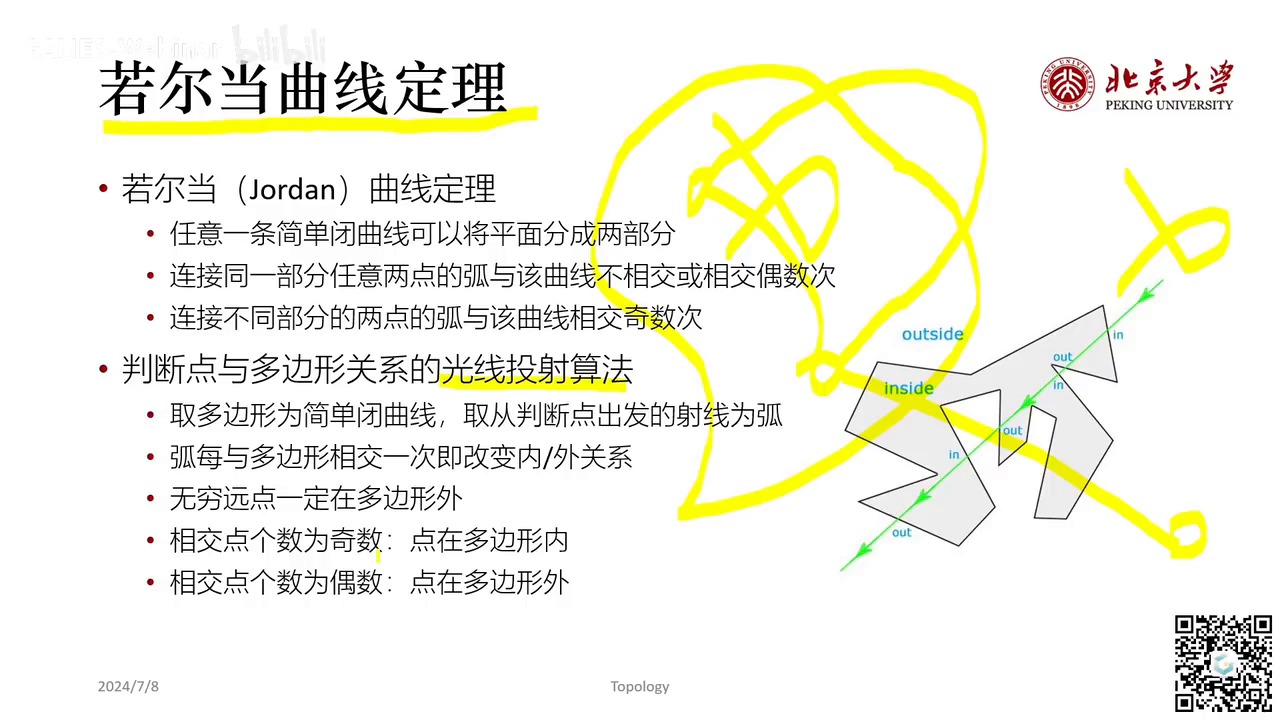 bilibili
若尔当曲线定理
北京大学
PEKING UNIVERSITY
PEKING UNIVERSITY
1898
• 若尔当（Jordan）曲线定理
• 任意一条简单闭曲线可以将平面分成两部分
• 连接同一部分任意两点的弧与该曲线不相交或相交偶数次
• 连接不同部分的两点的弧与该曲线相交奇数次
• 判断点与多边形关系的光线投射算法
• 取多边形为简单闭曲线，取从判断点出发的射线为弧
• 弧每与多边形相交一次即改变内/外关系
• 无穷远点一定在多边形外
• 相交点个数为奇数：点在多边形内
• 相交点个数为偶数：点在多边形外
outside
inside
in
out
in
out
in
out
2024/7/8
Topology